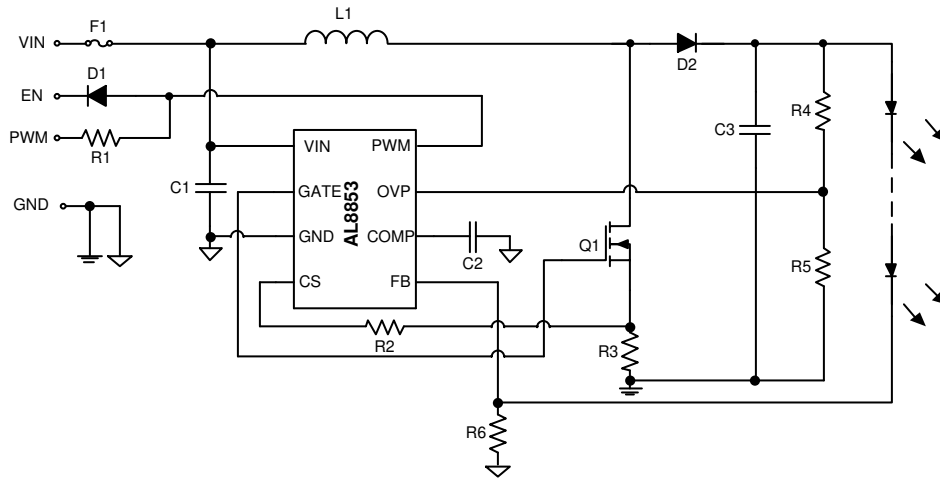 F1
L1
VIN
D2
D1
EN
R4
C3
PWM
R1
VIN
PWM
C1
GATE
OVP
GND
AL8853
GND
COMP
Q1
C2
R5
CS
FB
R2
R3
R6